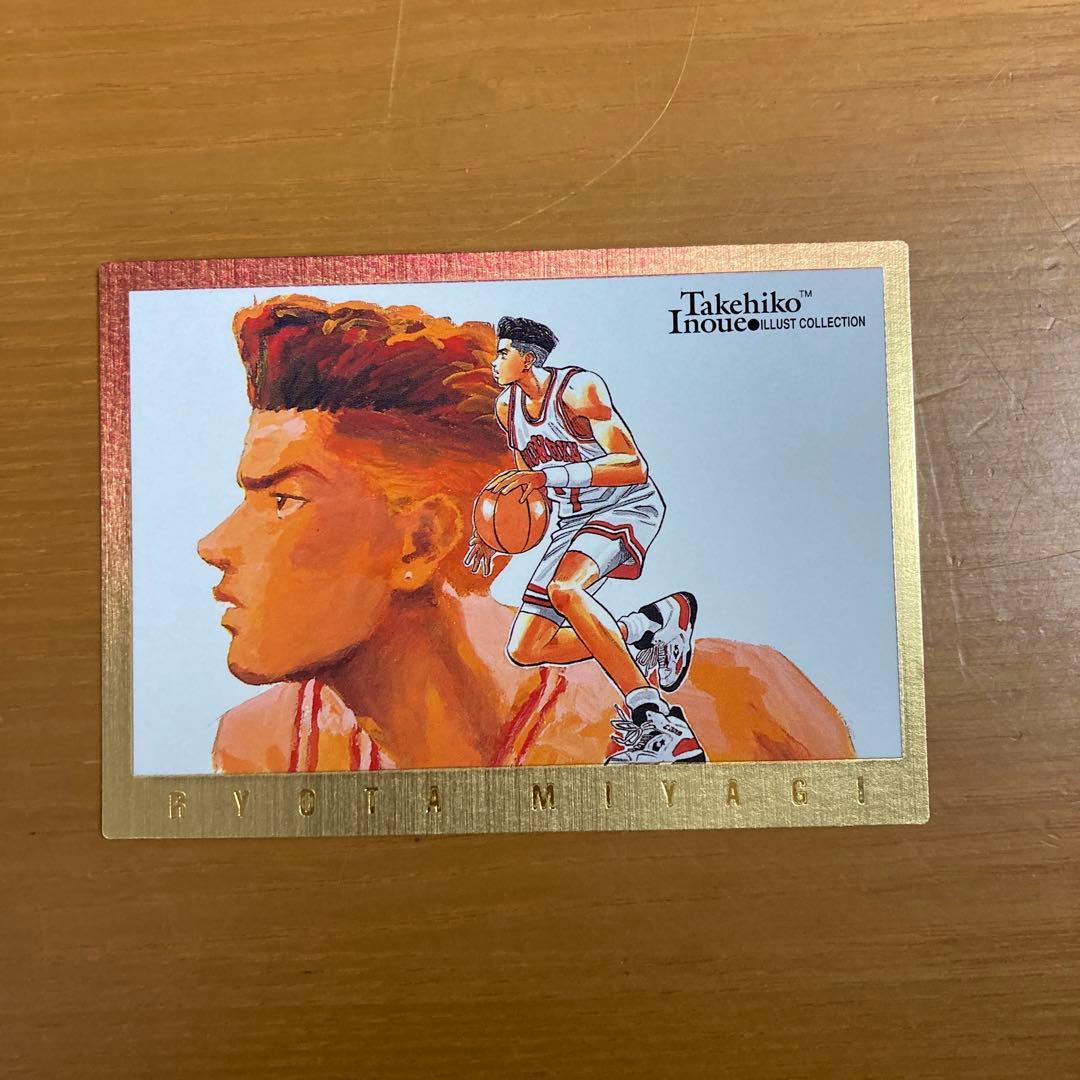 Takehiko™
Inoue●ILLUST COLLECTION
RYOTA MIYAGI